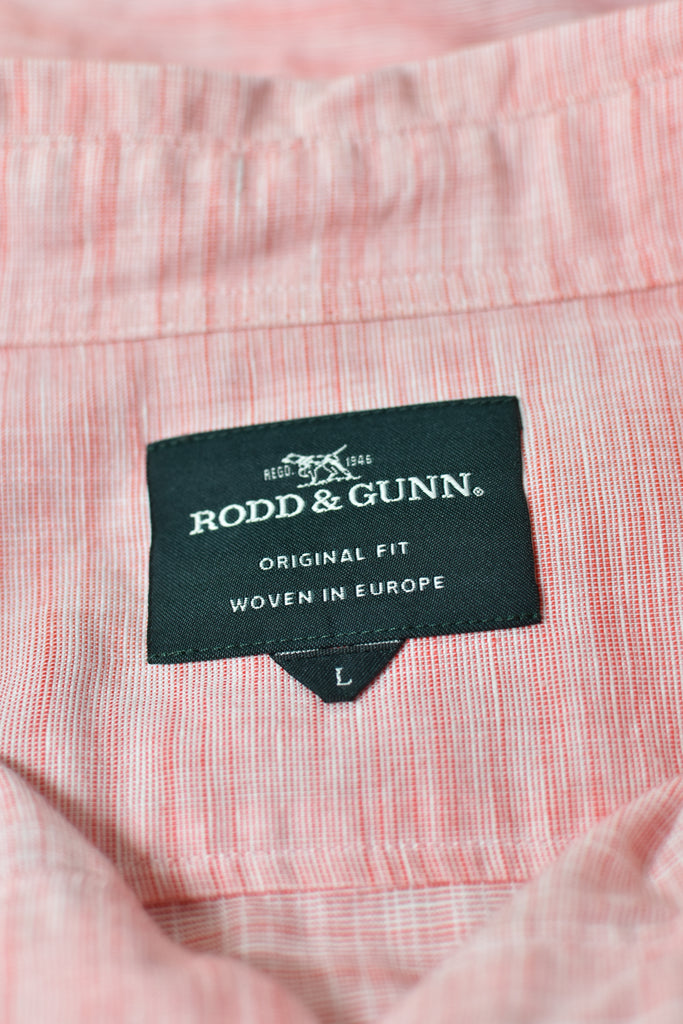 REGD. 1946
RODD & GUNN®
ORIGINAL FIT
WOVEN IN EUROPE
L